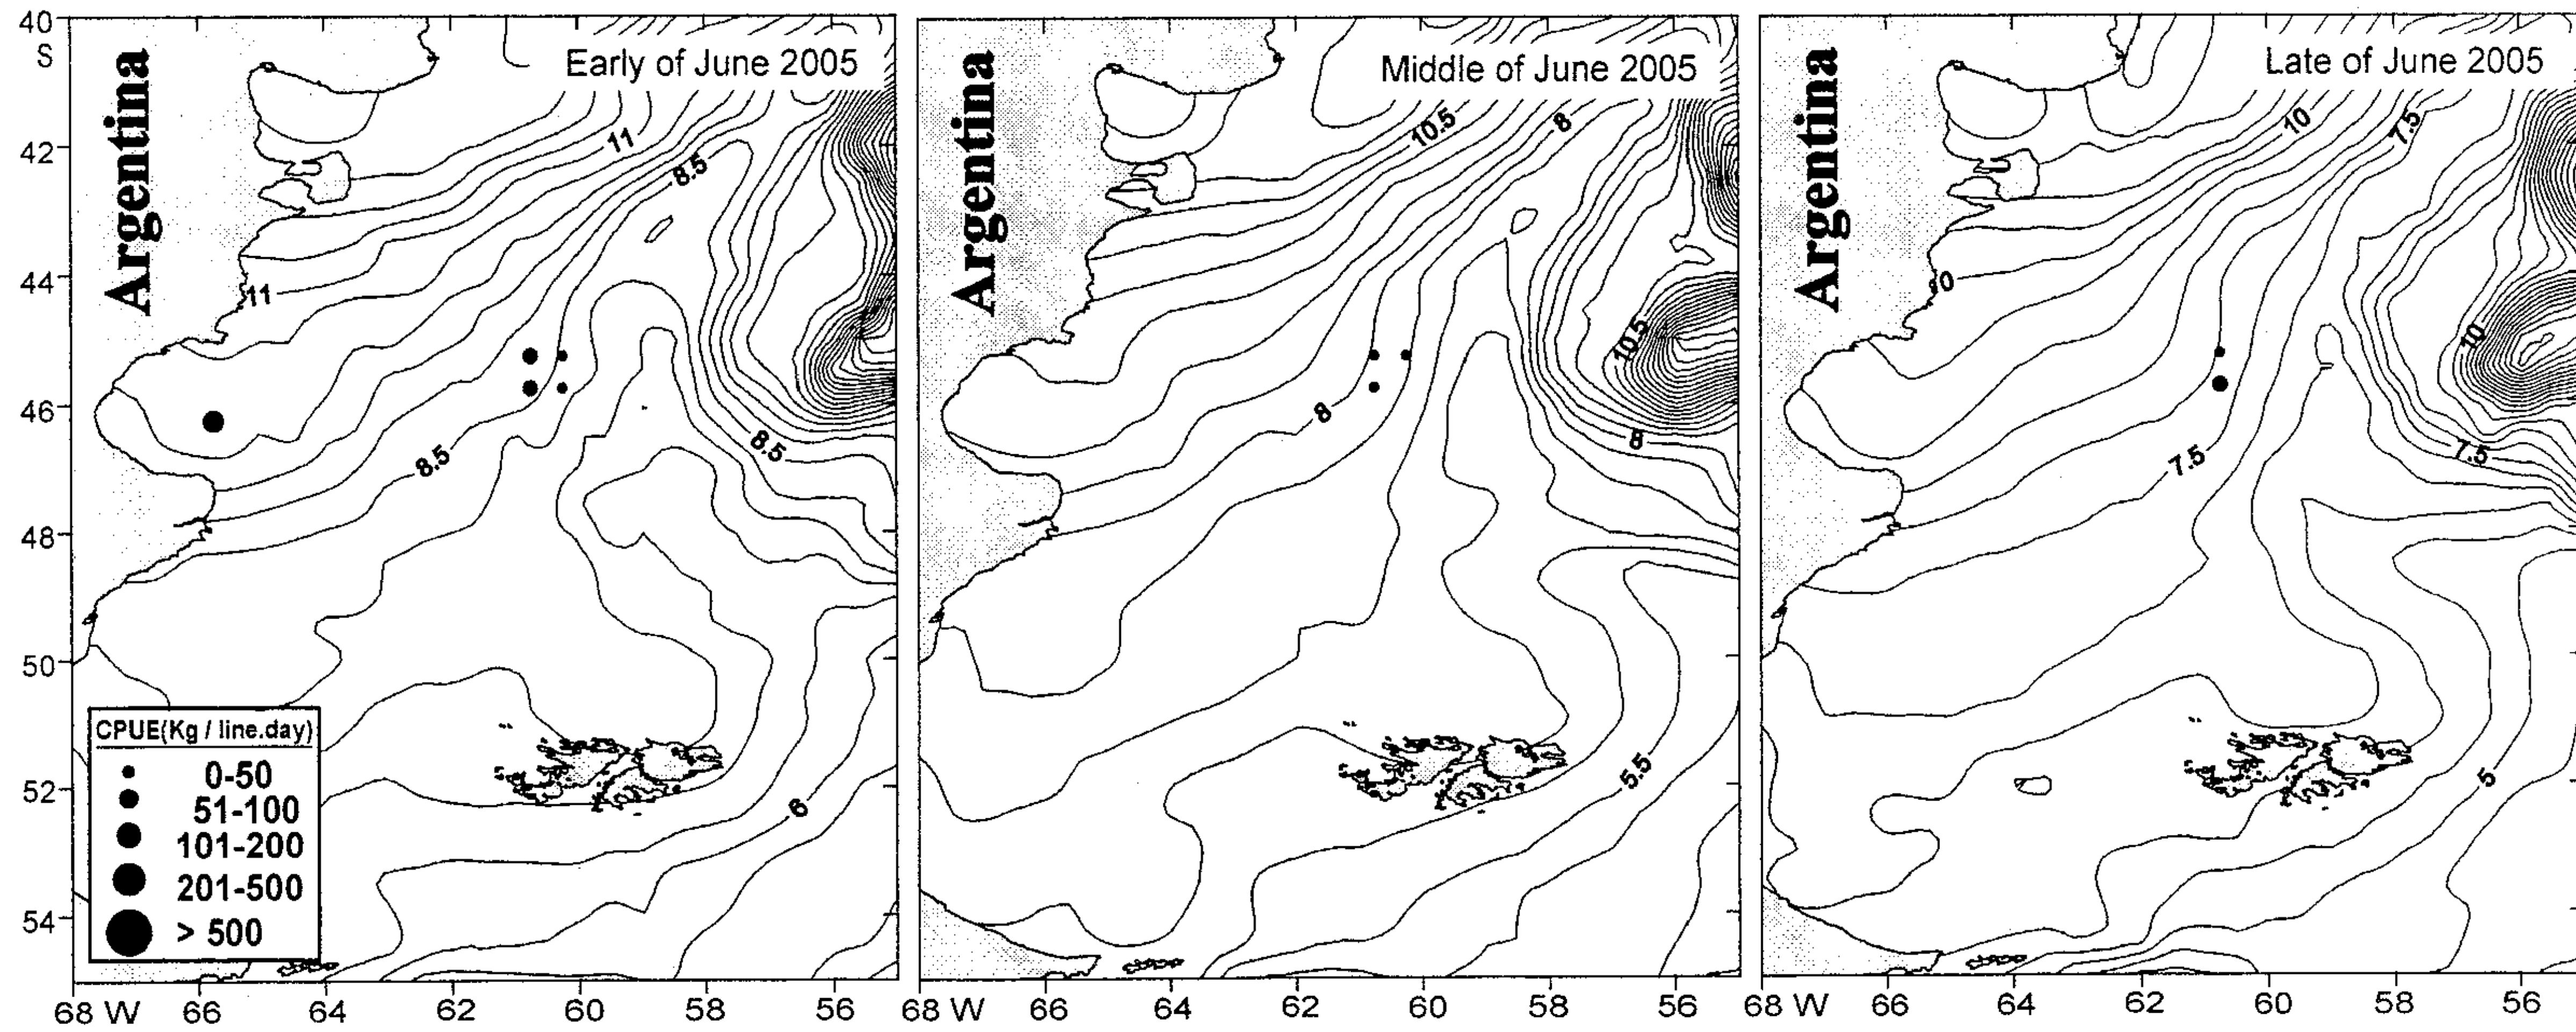 40
S
42
44
46
48
50
52
54
Argentina
Early of June 2005
11
8.5
11
8.5
8.5
6
CPUE(Kg / line.day)
0-50
51-100
101-200
201-500
> 500
68 W 66 64 62 60 58 56
Argentina
Middle of June 2005
10.5
8
10.5
8
8
5.5
68 W 66 64 62 60 58 56
Argentina
Late of June 2005
10
7.5
0
10
7.5
7.5
5
68 W 66 64 62 60 58 56